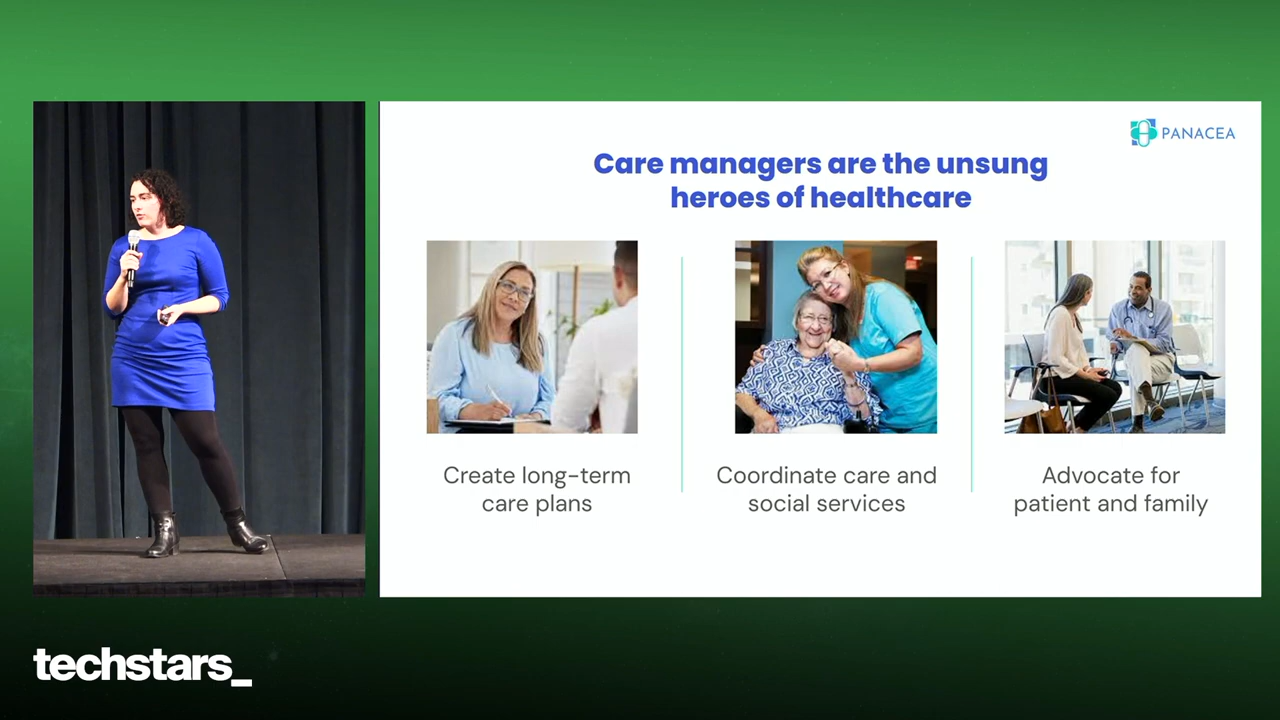 PANACEA
Care managers are the unsung
heroes of healthcare
Create long-term
care plans
Coordinate care and
social services
Advocate for
patient and family
techstars_